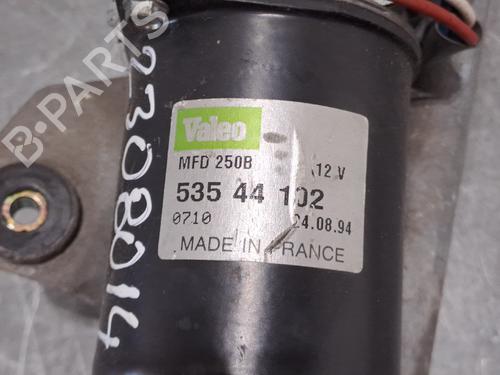 Valeo
MFD 250B 12 V
535 44 102
0710 24.08.94
MADE IN FRANCE
2308014
B-PARTS